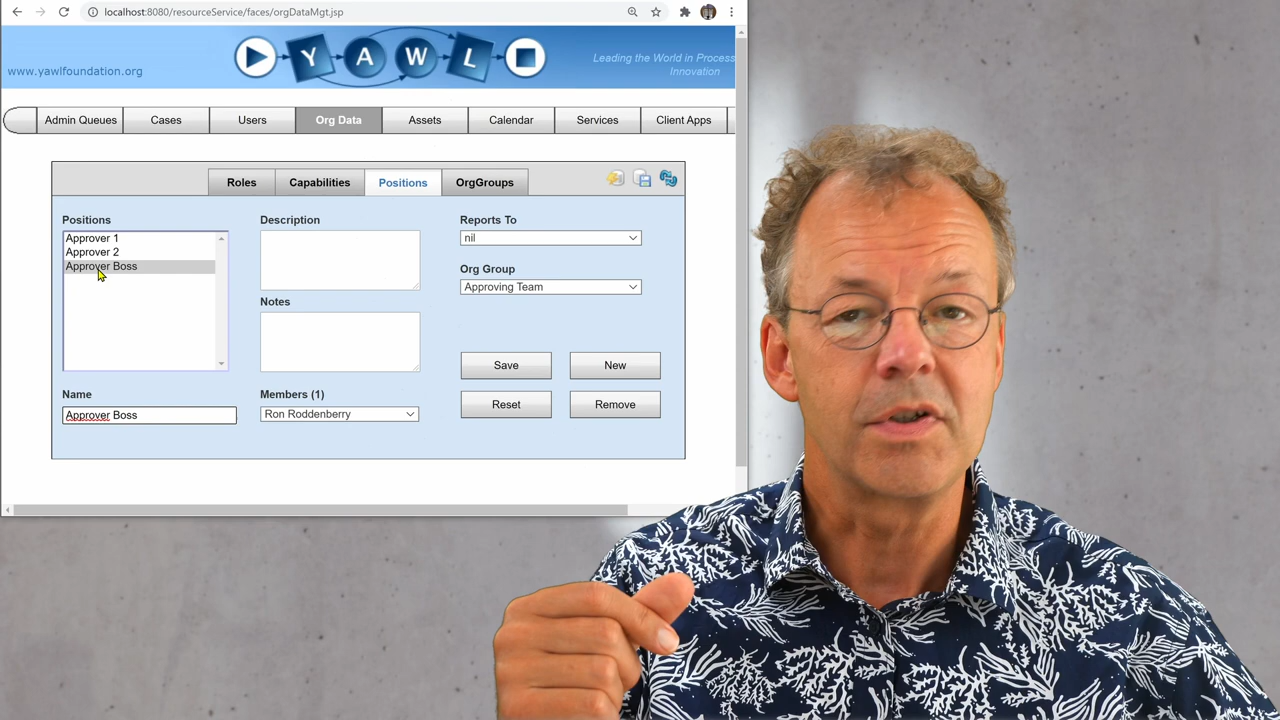 localhost:8080/resourceService/faces/orgDataMgt.jsp
www.yawlfoundation.org
Y A W L
Leading the World in Process
Innovation
Admin Queues Cases Users Org Data Assets Calendar Services Client Apps
Roles Capabilities Positions OrgGroups
Positions
Approver 1
Approver 2
Approver Boss
Name
Approver Boss
Description
Notes
Members (1)
Ron Roddenberry
Reports To
nil
Org Group
Approving Team
Save New
Reset Remove